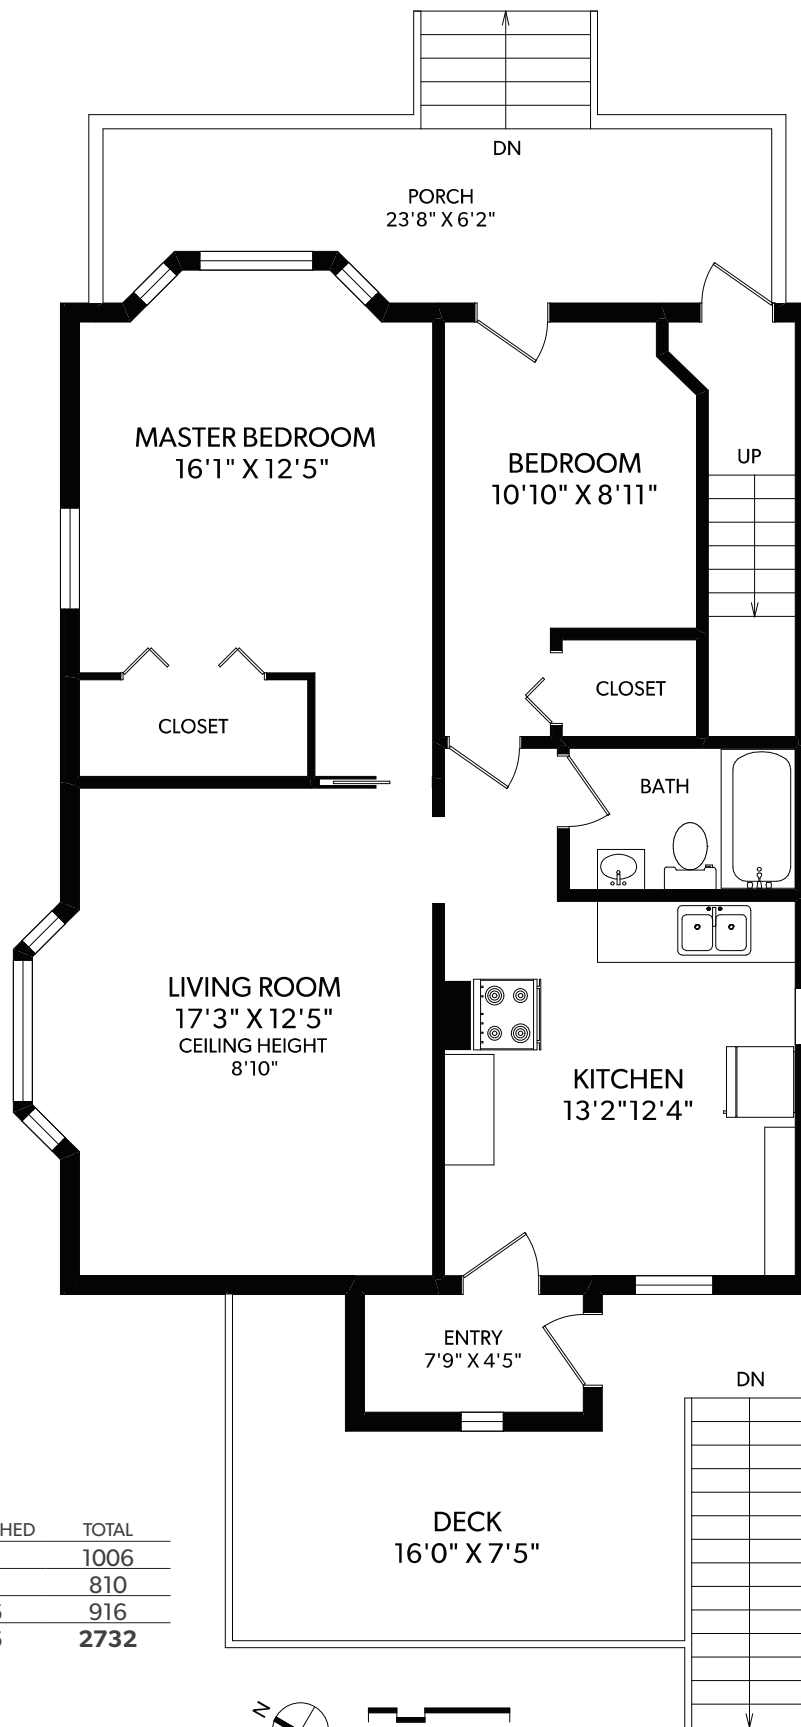 DN
PORCH
23'8" X 6'2"
MASTER BEDROOM
16'1" X 12'5"
BEDROOM
10'10" X 8'11"
UP
CLOSET
CLOSET
BATH
LIVING ROOM
17'3" X 12'5"
CEILING HEIGHT
8'10"
KITCHEN
13'2"12'4"
ENTRY
7'9" X 4'5"
DN
DECK
16'0" X 7'5"
HED TOTAL
1006
810
916
2732
N